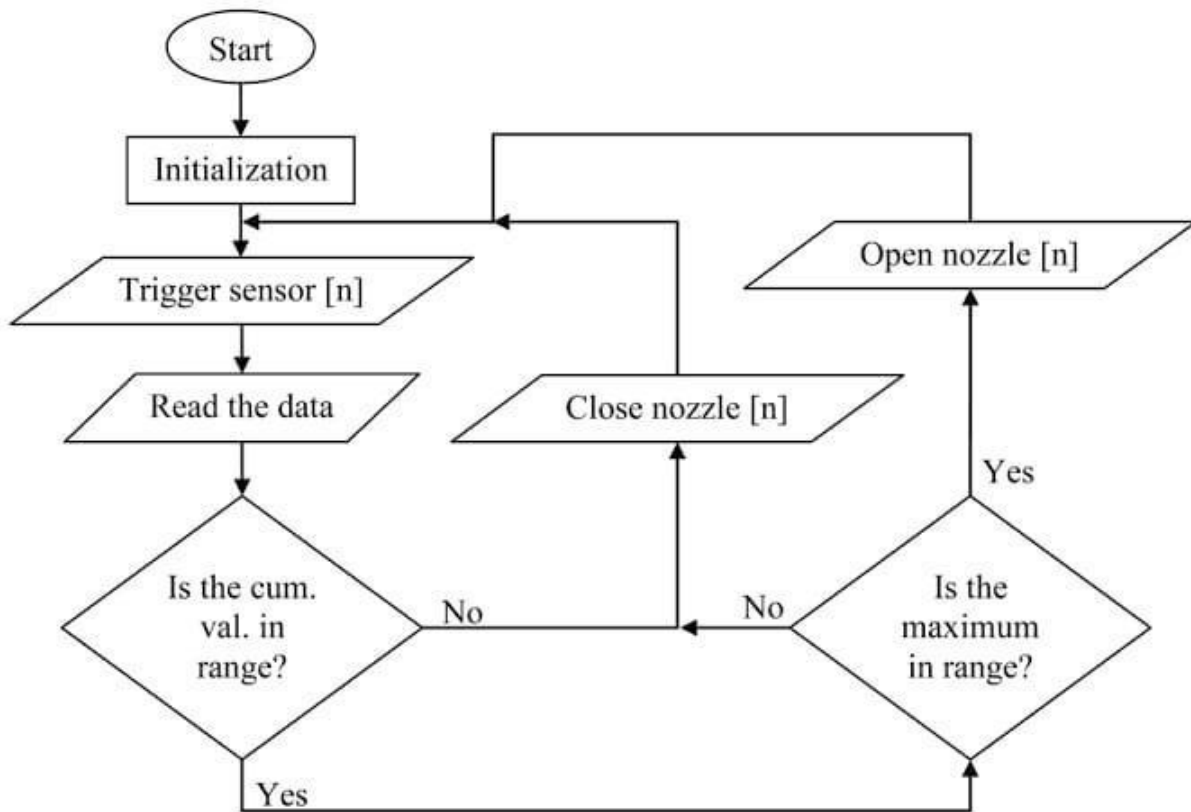 Start
Initialization
Trigger sensor [n]
Read the data
Is the cum.
val. in
range?
No
Yes
Close nozzle [n]
Open nozzle [n]
Yes
No
Is the
maximum
in range?